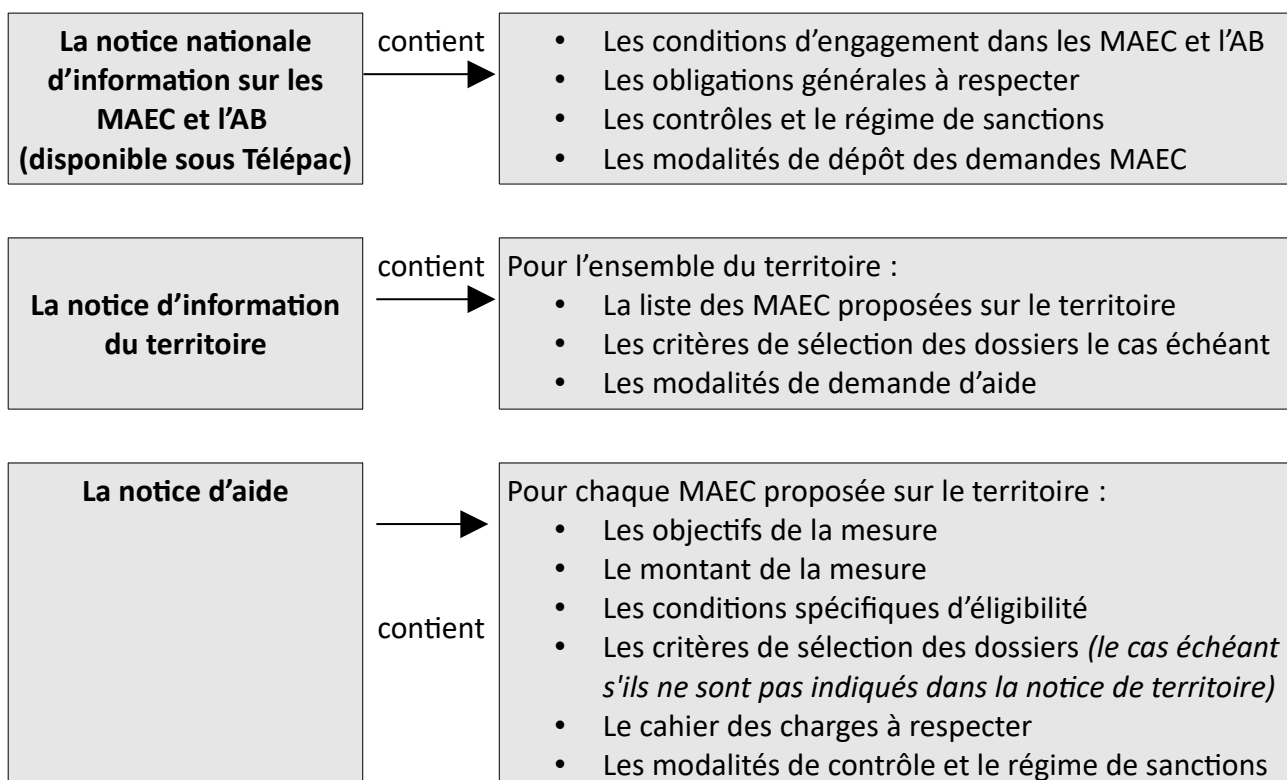 La notice nationale
d’information sur les
MAEC et l’AB
(disponible sous Télépac)
contient
• Les conditions d’engagement dans les MAEC et l’AB
• Les obligations générales à respecter
• Les contrôles et le régime de sanctions
• Les modalités de dépôt des demandes MAEC
La notice d’information
du territoire
contient
Pour l’ensemble du territoire :
• La liste des MAEC proposées sur le territoire
• Les critères de sélection des dossiers le cas échéant
• Les modalités de demande d’aide
La notice d’aide
contient
Pour chaque MAEC proposée sur le territoire :
• Les objectifs de la mesure
• Le montant de la mesure
• Les conditions spécifiques d’éligibilité
• Les critères de sélection des dossiers (le cas échéant
s'ils ne sont pas indiqués dans la notice de territoire)
• Le cahier des charges à respecter
• Les modalités de contrôle et le régime de sanctions